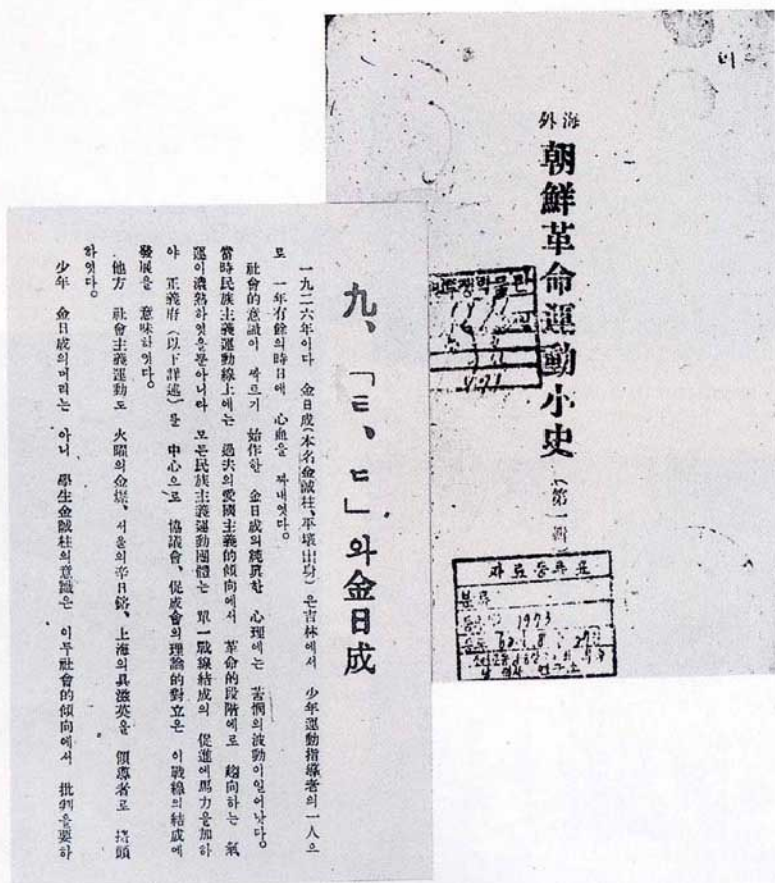 海外
朝鮮革命運動小史
(第一輯)
자료등록표
분류
1973
九、「ㅌ、ㄷ」와金日成
一九二六年이다 金日成(本名金誠柱、平壤出身)은吉林에서 少年運動指導者의一人으
로 一年有餘의時日에 心血을 짜내엿다。
社會的意識이 싹트기 始作한 金日成의純眞한 心理에는 苦悶의波動이일어낫다。
當時民族主義運動線上에는 過去의愛國主義的傾向에서 革命的段階에로 趨向하는 氣
運이濃熟하엿을뿐아니라 모든民族主義運動團體는 單一戰線結成의 促進에馬力을加하
야 正義府(以下詳述)를 中心으로 協議會、促成會의理論的對立은 이戰線의結成에
發展을 意味하엿다。
他方 社會主義運動도 火曜의金燦、서울의辛日鎔、上海의具滋英을 領導者로 擡頭
하엿다。
少年 金日成의머리는 아니 學生金誠柱의意識은 이두社會的傾向에서 批判을要하